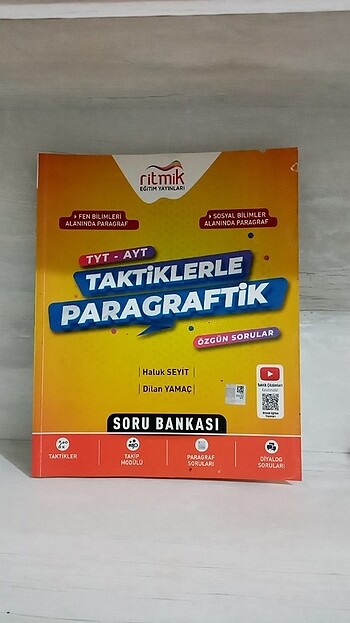 ritmik
EĞİTİM YAYINLARI
FEN BİLİMLERİ
ALANINDA PARAGRAF
SOSYAL BİLİMLER
ALANINDA PARAGRAF
TYT - AYT
TAKTİKLERLE
PARAGRAFTİK
ÖZGÜN SORULAR
Haluk SEYİT
Dilan YAMAÇ
SORU BANKASI
TAKTİKLER
TAKİP
MODÜLÜ
PARAGRAF
SORULARI
DİYALOG
SORULARI